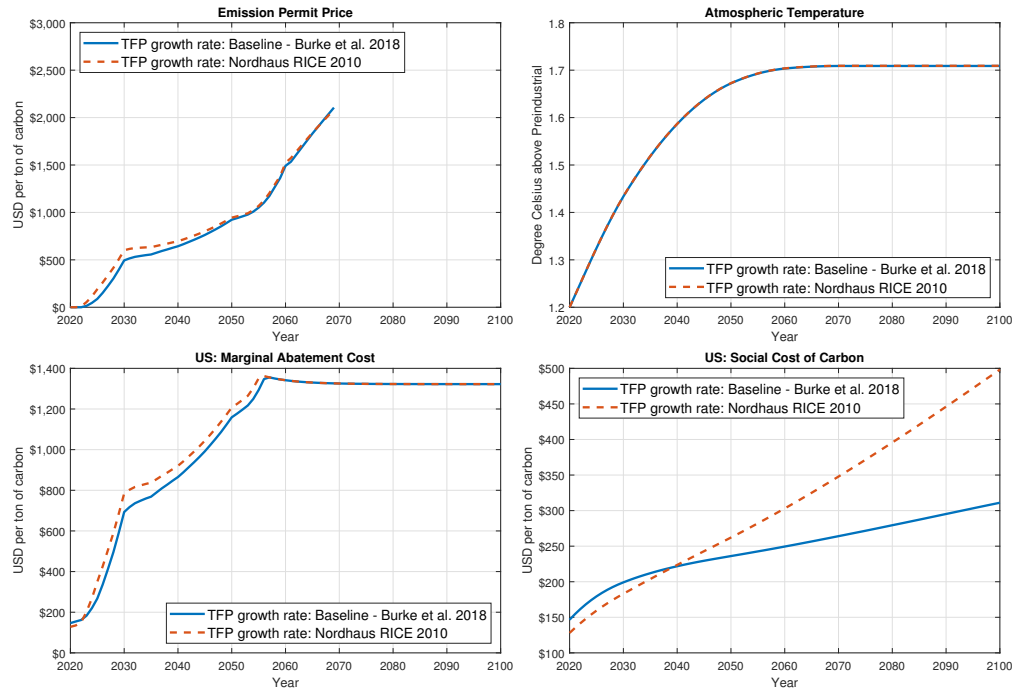 Emission Permit Price
$3,000
$2,500
$2,000
$1,500
$1,000
$500
$0
USD per ton of carbon
TFP growth rate: Baseline - Burke et al. 2018
TFP growth rate: Nordhaus RICE 2010
2020 2030 2040 2050 2060 2070 2080 2090 2100
Year
Atmospheric Temperature
1.8
1.7
1.6
1.5
1.4
1.3
1.2
Degree Celsius above Preindustrial
TFP growth rate: Baseline - Burke et al. 2018
TFP growth rate: Nordhaus RICE 2010
2020 2030 2040 2050 2060 2070 2080 2090 2100
Year
US: Marginal Abatement Cost
$1,400
$1,200
$1,000
$800
$600
$400
$200
$0
USD per ton of carbon
TFP growth rate: Baseline - Burke et al. 2018
TFP growth rate: Nordhaus RICE 2010
2020 2030 2040 2050 2060 2070 2080 2090 2100
Year
US: Social Cost of Carbon
$500
$450
$400
$350
$300
$250
$200
$150
$100
USD per ton of carbon
TFP growth rate: Baseline - Burke et al. 2018
TFP growth rate: Nordhaus RICE 2010
2020 2030 2040 2050 2060 2070 2080 2090 2100
Year